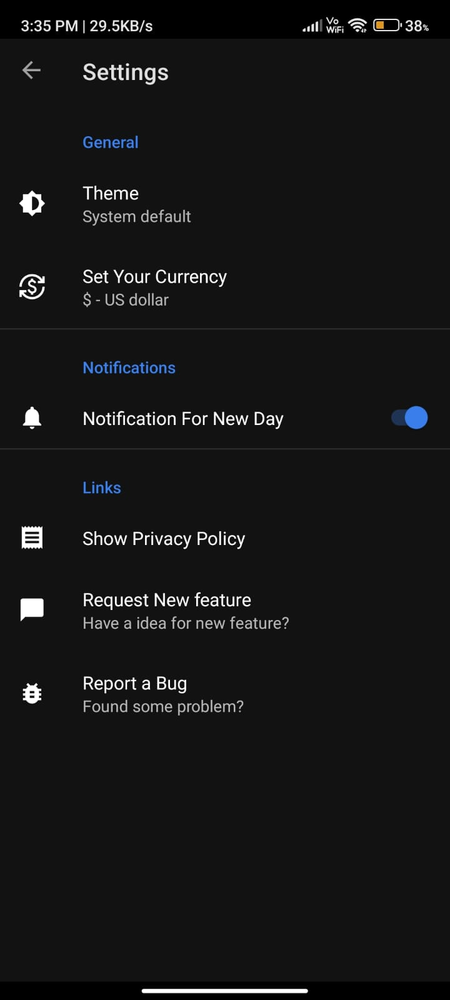 3:35 PM | 29.5KB/s Vo WiFi 38%
Settings
General
Theme
System default
Set Your Currency
$ - US dollar
Notifications
Notification For New Day
Links
Show Privacy Policy
Request New feature
Have a idea for new feature?
Report a Bug
Found some problem?